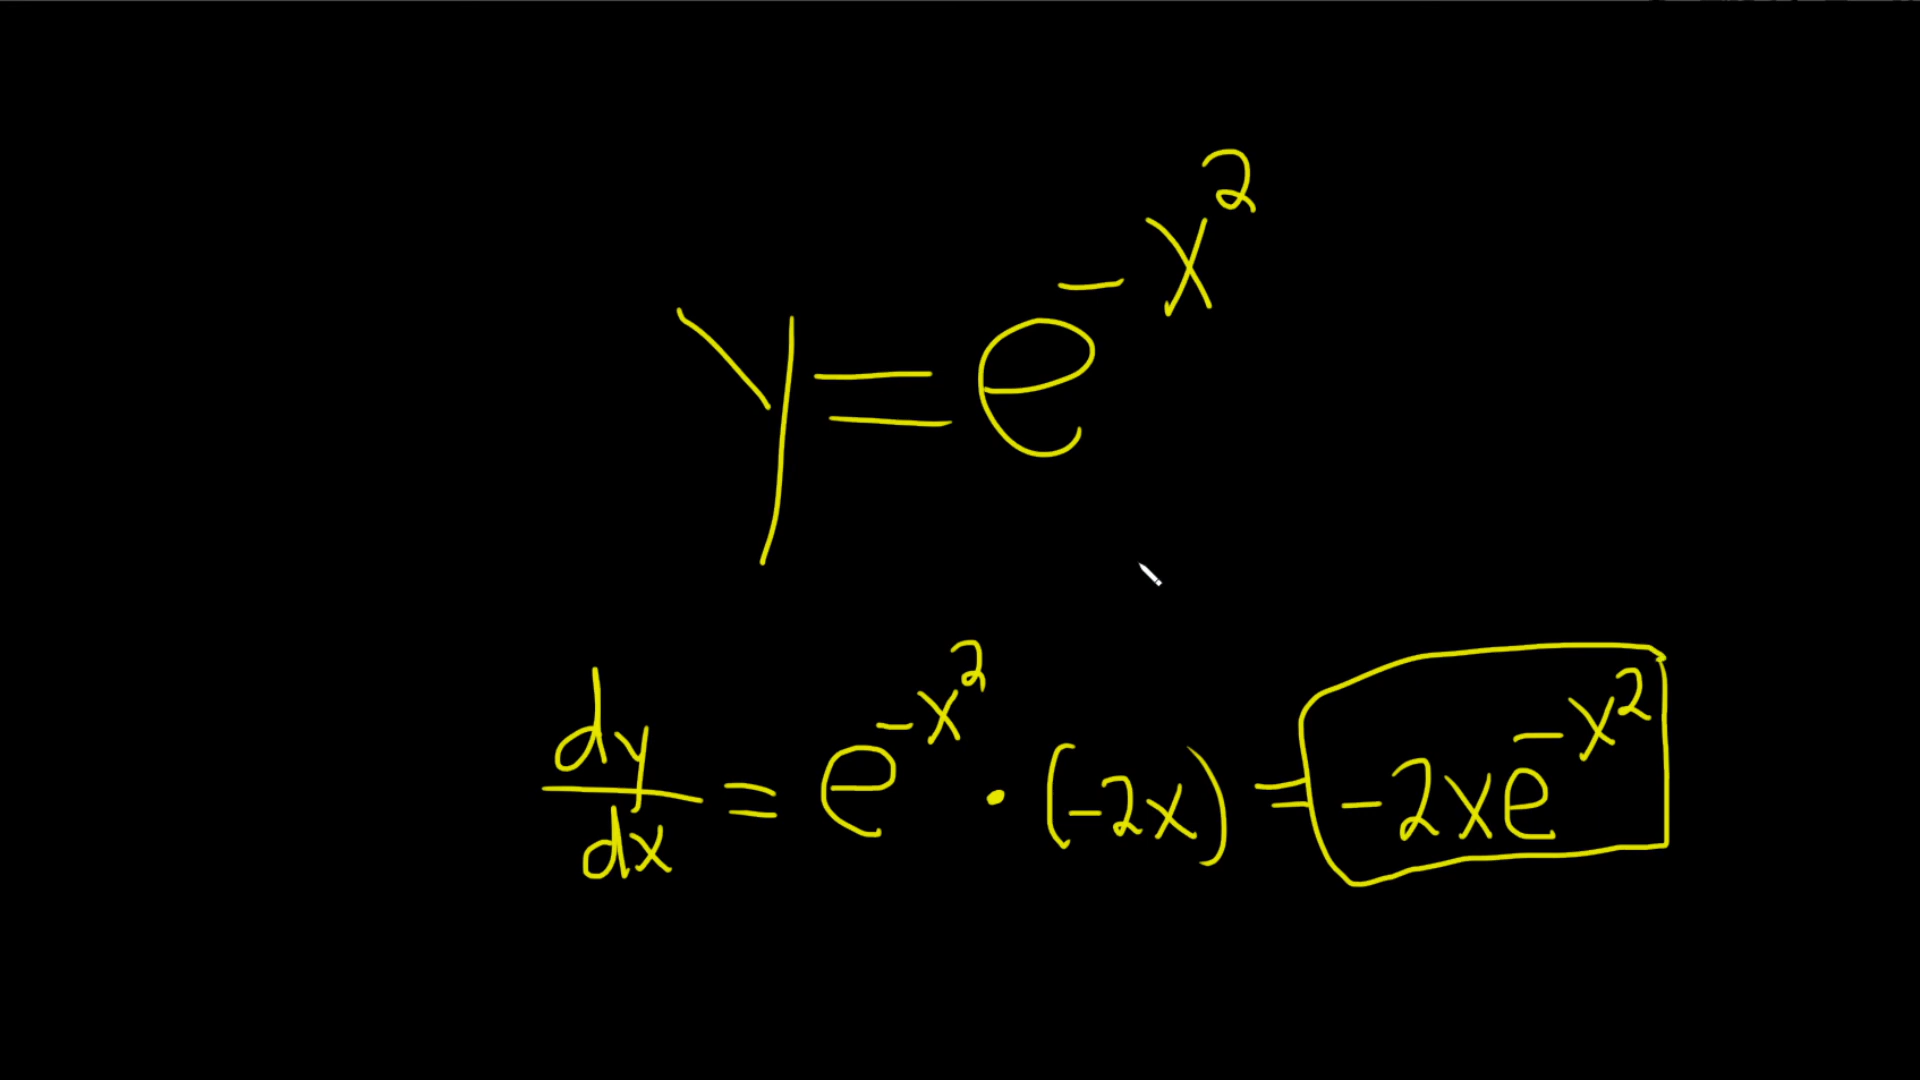 y = e^{-x^2}
dy/dx = e^{-x^2} · (-2x) = -2xe^{-x^2}